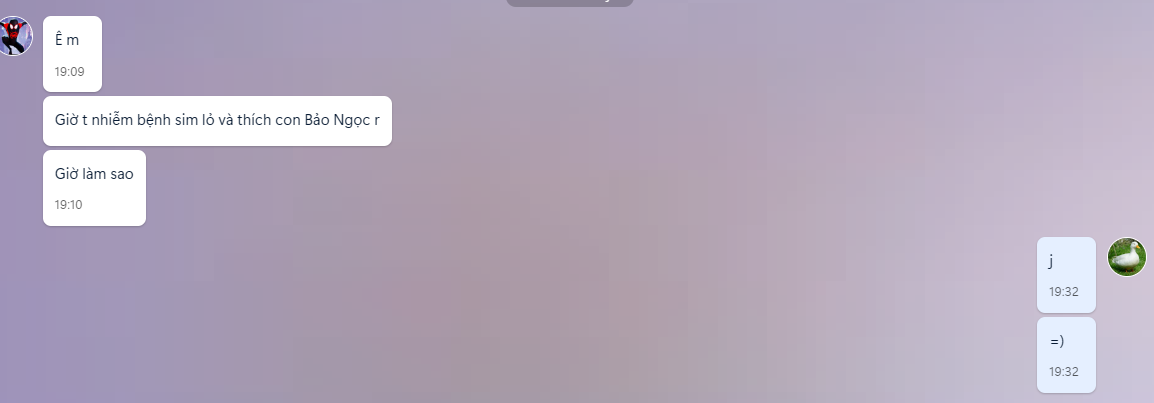 Ê m
19:09
Giờ t nhiễm bệnh sim lỏ và thích con Bảo Ngọc r
Giờ làm sao
19:10
j
19:32
=)
19:32